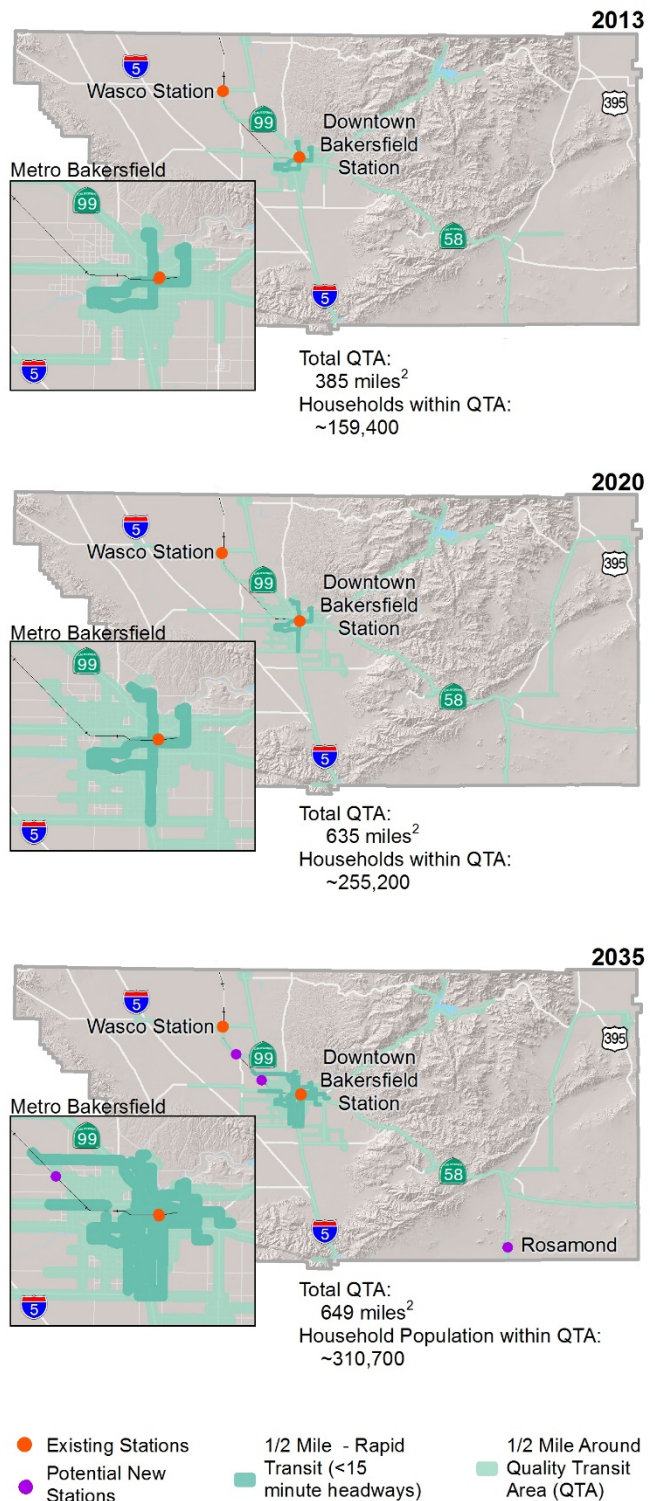 2013
5
Wasco Station
99
Downtown
Bakersfield
Station
395
Metro Bakersfield
99
58
5
5
Total QTA:
385 miles²
Households within QTA:
~159,400
2020
5
Wasco Station
99
Downtown
Bakersfield
Station
395
Metro Bakersfield
99
58
5
5
Total QTA:
635 miles²
Households within QTA:
~255,200
2035
5
Wasco Station
99
Downtown
Bakersfield
Station
395
Metro Bakersfield
99
58
5
Rosamond
5
Total QTA:
649 miles²
Household Population within QTA:
~310,700
Existing Stations
Potential New
Stations
1/2 Mile - Rapid
Transit (<15
minute headways)
1/2 Mile Around
Quality Transit
Area (QTA)